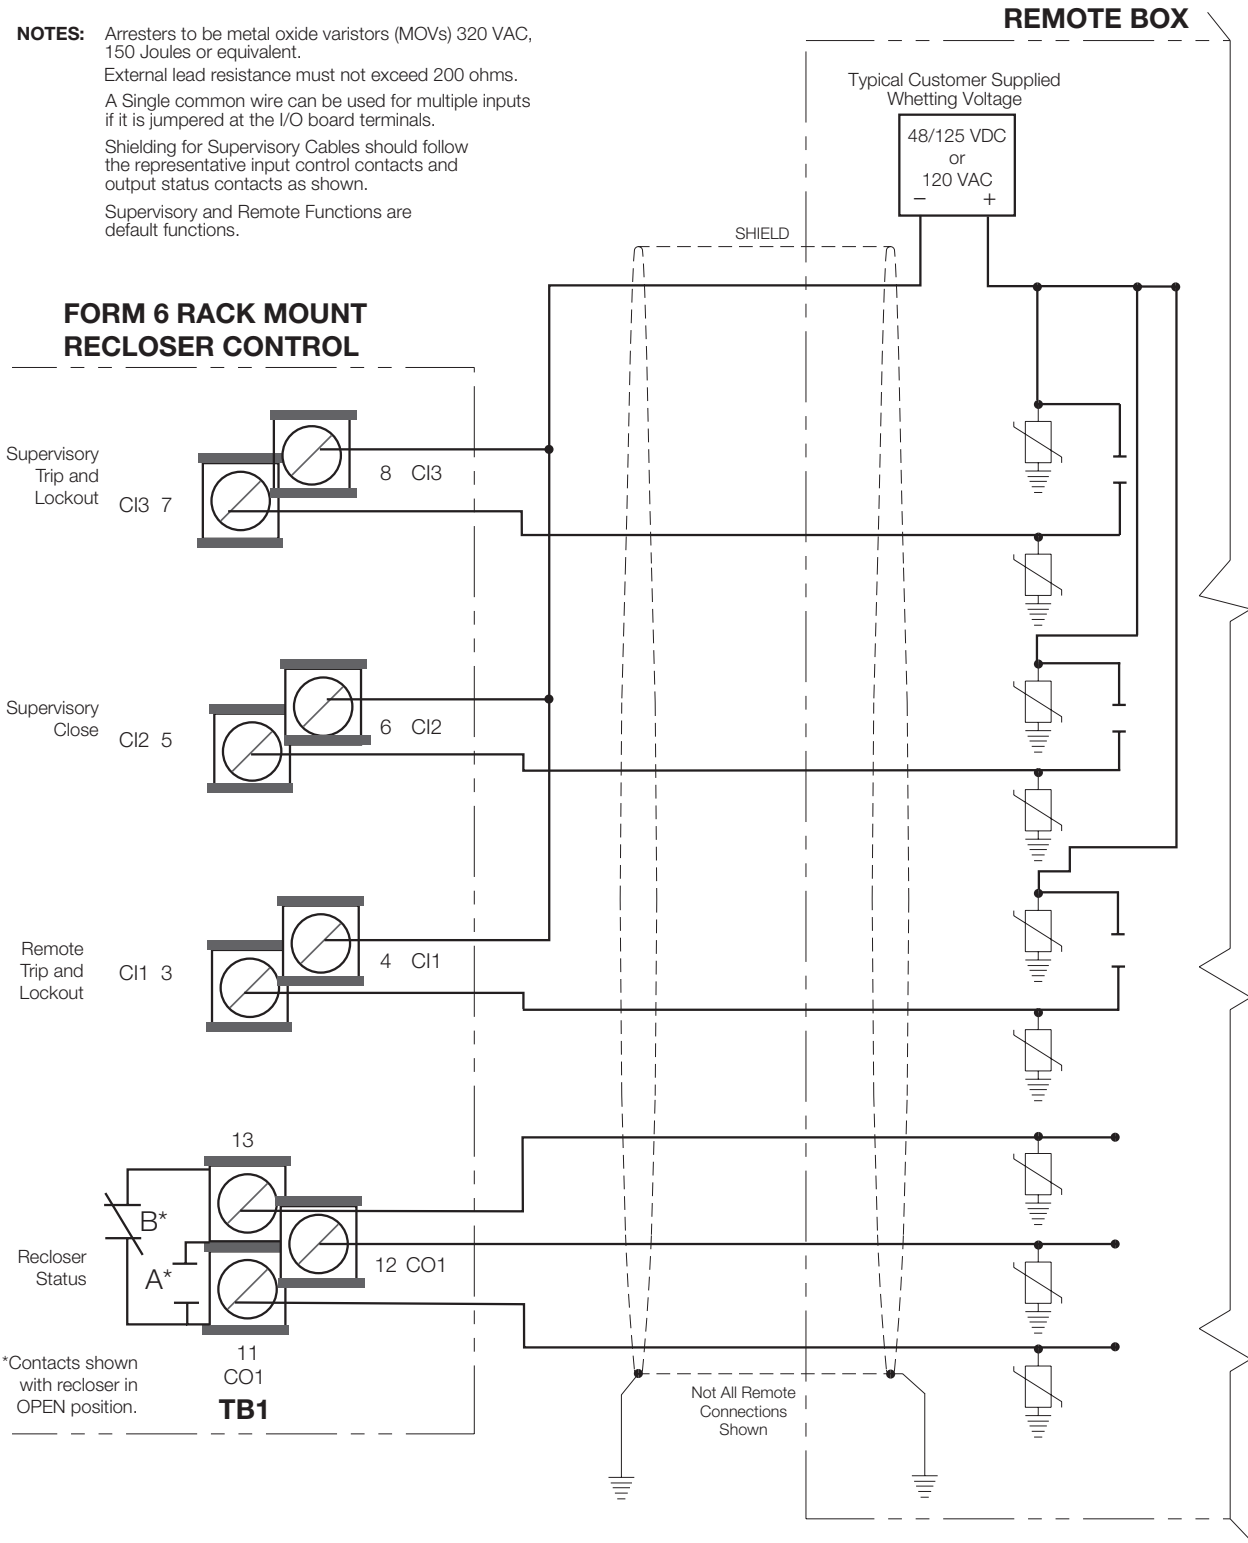 REMOTE BOX
NOTES: Arresters to be metal oxide varistors (MOVs) 320 VAC,
150 Joules or equivalent.
External lead resistance must not exceed 200 ohms.
A Single common wire can be used for multiple inputs
if it is jumpered at the I/O board terminals.
Shielding for Supervisory Cables should follow
the representative input control contacts and
output status contacts as shown.
Supervisory and Remote Functions are
default functions.
Typical Customer Supplied
Whetting Voltage
48/125 VDC
or
120 VAC
− +
SHIELD
FORM 6 RACK MOUNT
RECLOSER CONTROL
Supervisory
Trip and
Lockout
8 CI3
CI3 7
Supervisory
Close
6 CI2
CI2 5
Remote
Trip and
Lockout
4 CI1
CI1 3
13
B*
Recloser
Status
A*
12 CO1
11
CO1
TB1
*Contacts shown
with recloser in
OPEN position.
Not All Remote
Connections
Shown